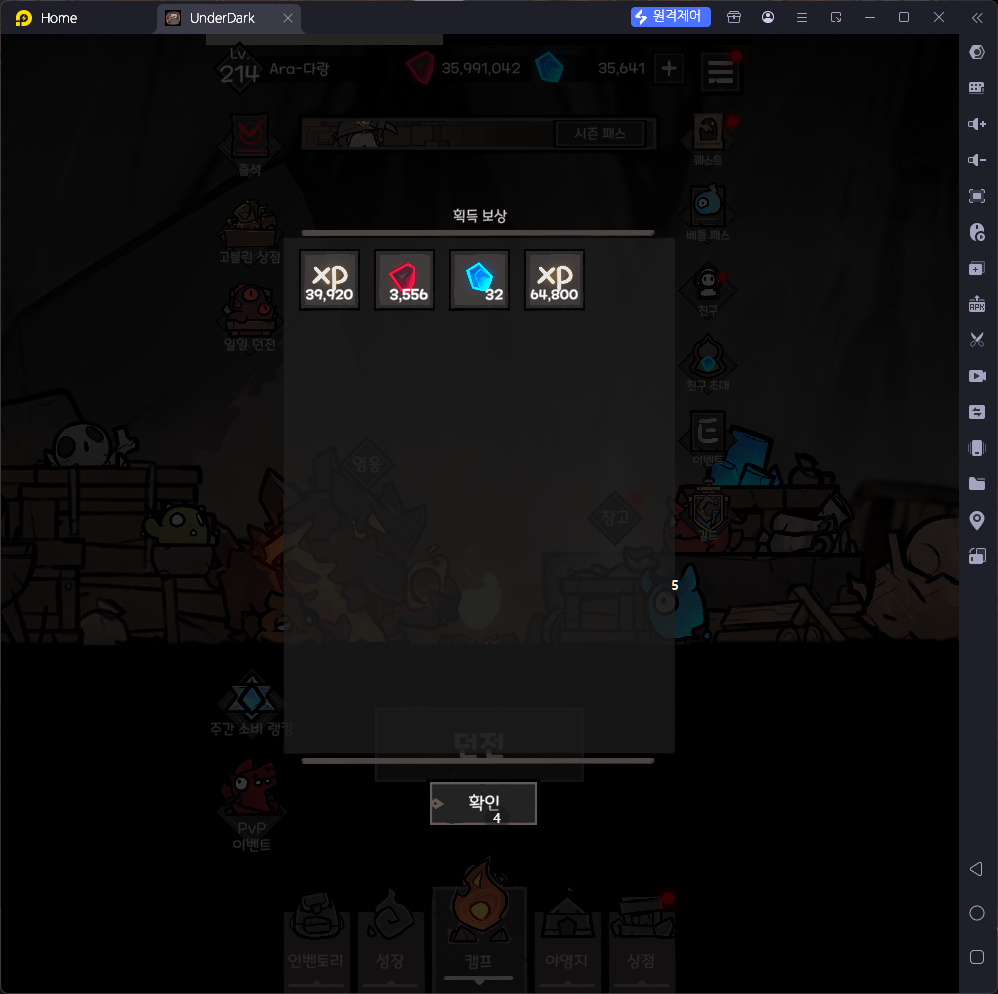 Home
UnderDark
원격제어
Lv.
214
Ara-다랑
35,991,042
35,641
시즌 패스
출석
퀘스트
획득 보상
배틀 패스
고블린 상점
xp
39,920
3,556
32
xp
64,800
친구
일일 던전
친구 초대
영웅
이벤트
창고
길드
5
주간 소비 랭킹
던전
확인
4
PvP
이벤트
인벤토리
성장
캠프
야영지
상점
APK